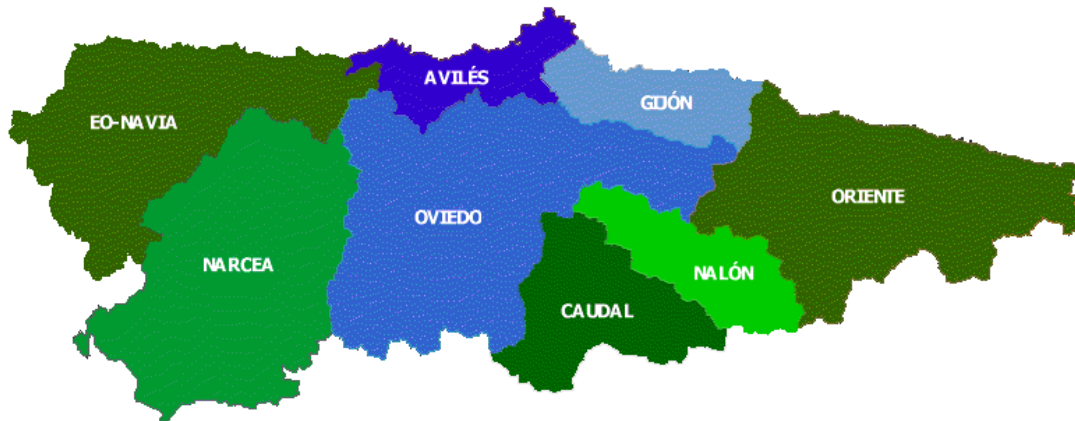 AVILÉS
GIJÓN
EO-NAVIA
ORIENTE
OVIEDO
NARCEA
NALÓN
CAUDAL